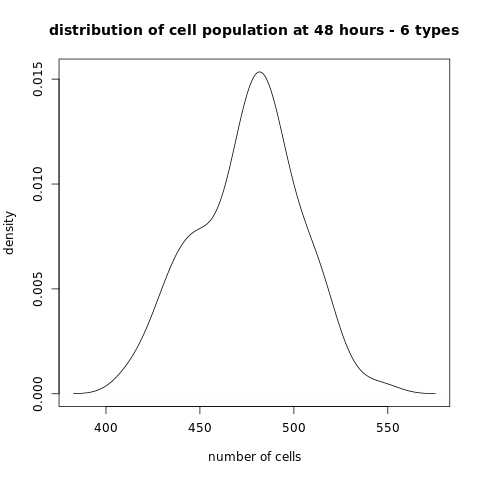 distribution of cell population at 48 hours - 6 types
0.015
0.010
0.005
0.000
density
400 450 500 550
number of cells